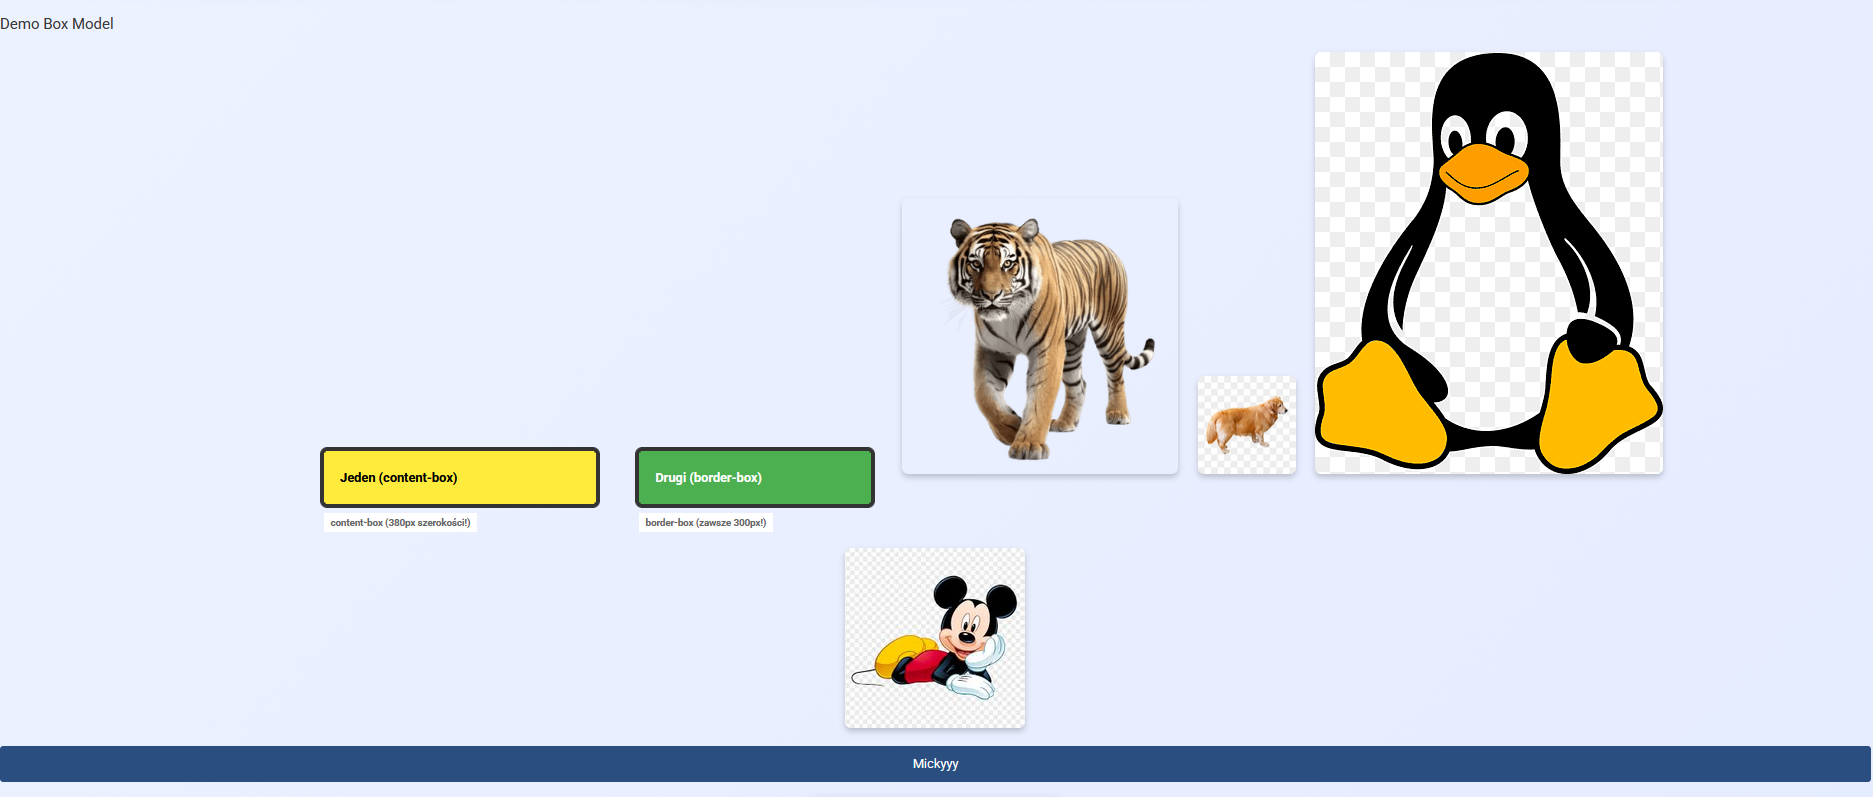 Demo Box Model
Jeden (content-box)
Drugi (border-box)
content-box (380px szerokości!)
border-box (zawsze 300px!)
Mickyyy